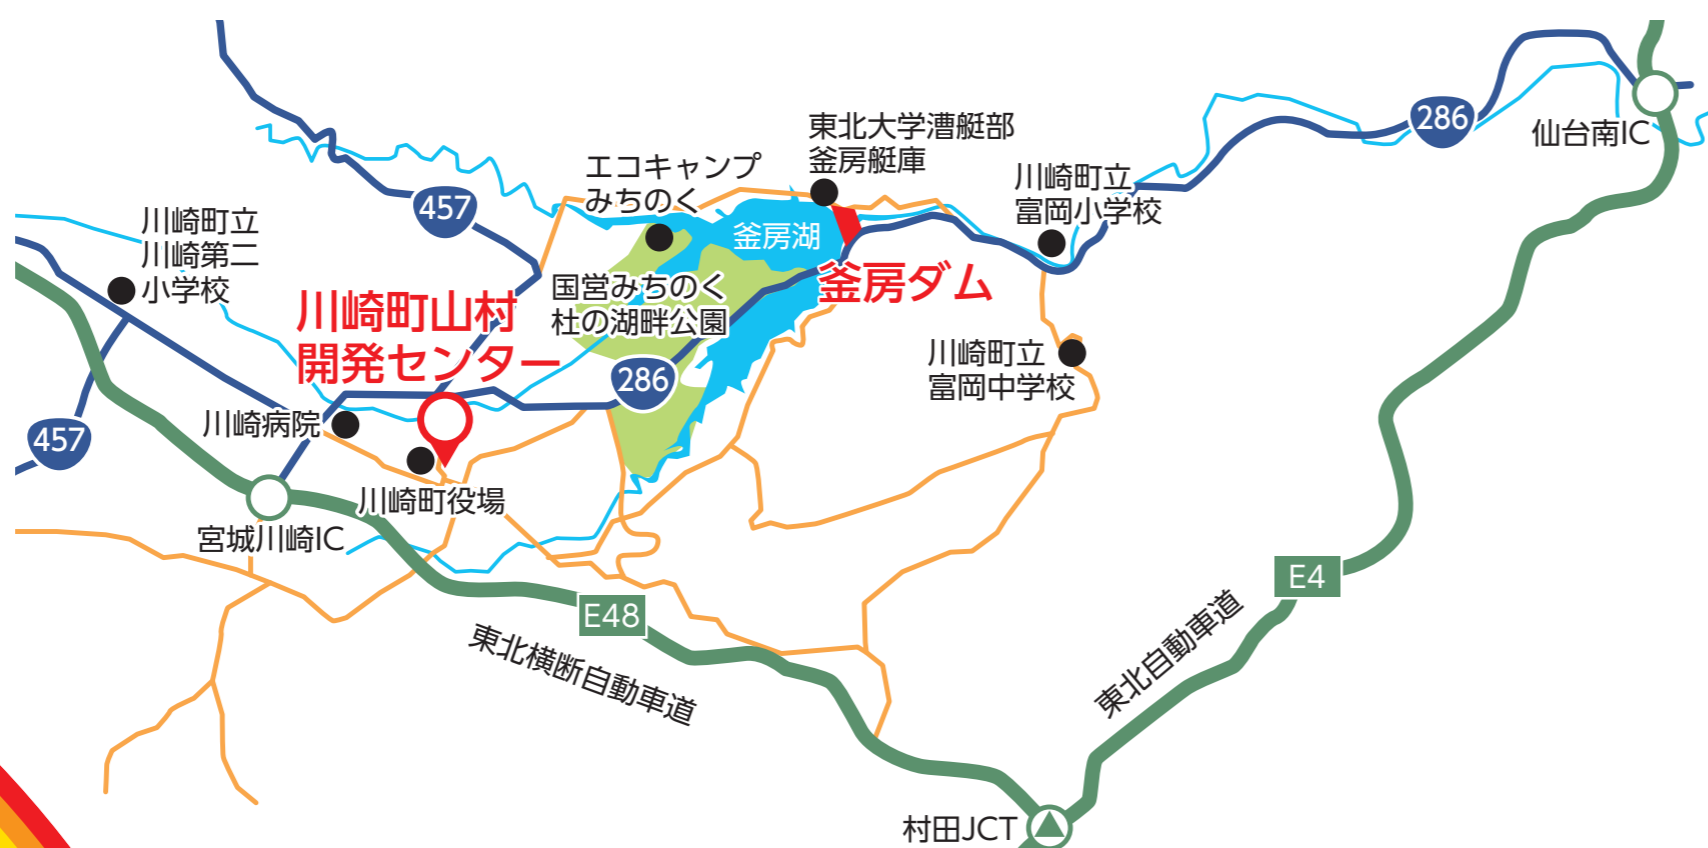 東北大学漕艇部
釜房艇庫
286
仙台南IC
エコキャンプ
みちのく
川崎町立
富岡小学校
457
川崎町立
川崎第二
小学校
釜房湖
釜房ダム
国営みちのく
杜の湖畔公園
川崎町山村
開発センター
川崎町立
富岡中学校
286
川崎病院
457
川崎町役場
宮城川崎IC
E4
E48
東北横断自動車道
東北自動車道
村田JCT